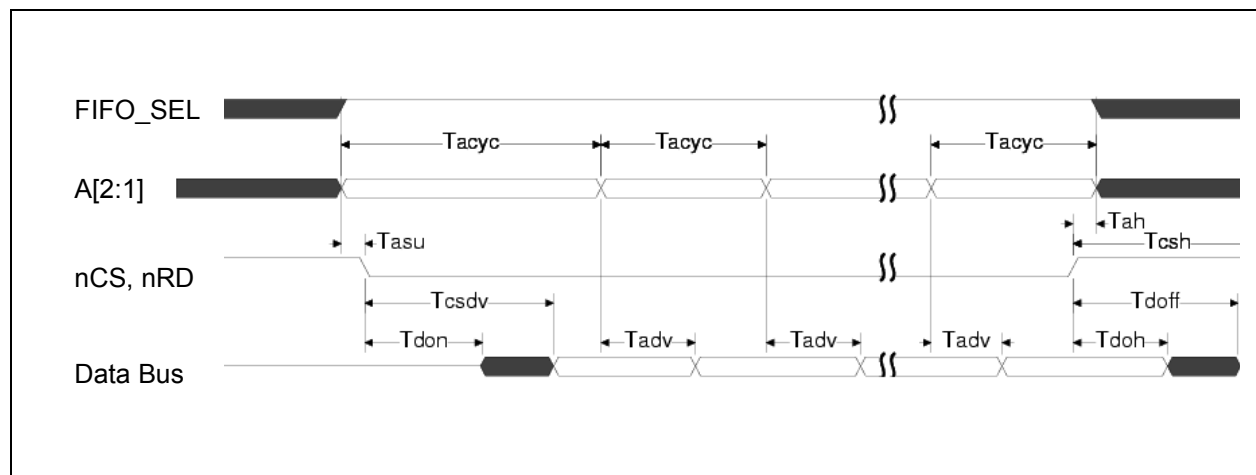 FIFO_SEL
Tacyc Tacyc Tacyc
A[2:1]
Tah
Tasu Tcsh
nCS, nRD
Tcsdv Tdoff
Tdon Tadv Tadv Tadv Tdoh
Data Bus